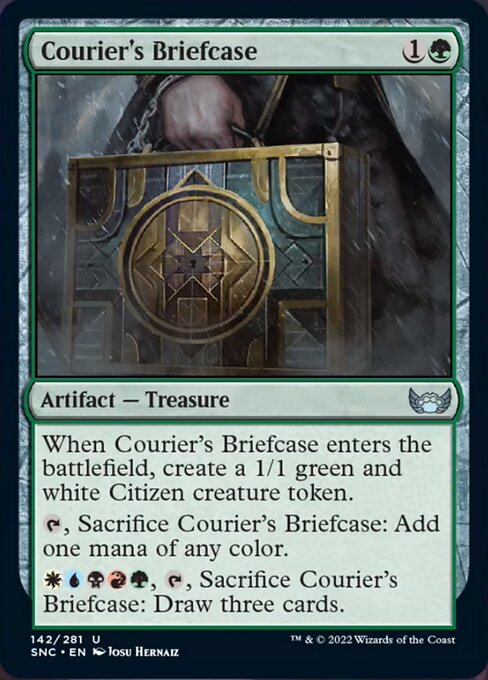 Courier's Briefcase 1
Artifact — Treasure
When Courier's Briefcase enters the
battlefield, create a 1/1 green and
white Citizen creature token.
, Sacrifice Courier's Briefcase: Add
one mana of any color.
, , Sacrifice Courier's
Briefcase: Draw three cards.
142/281 U
SNC • EN Josu Hernaiz
™ & © 2022 Wizards of the Coast